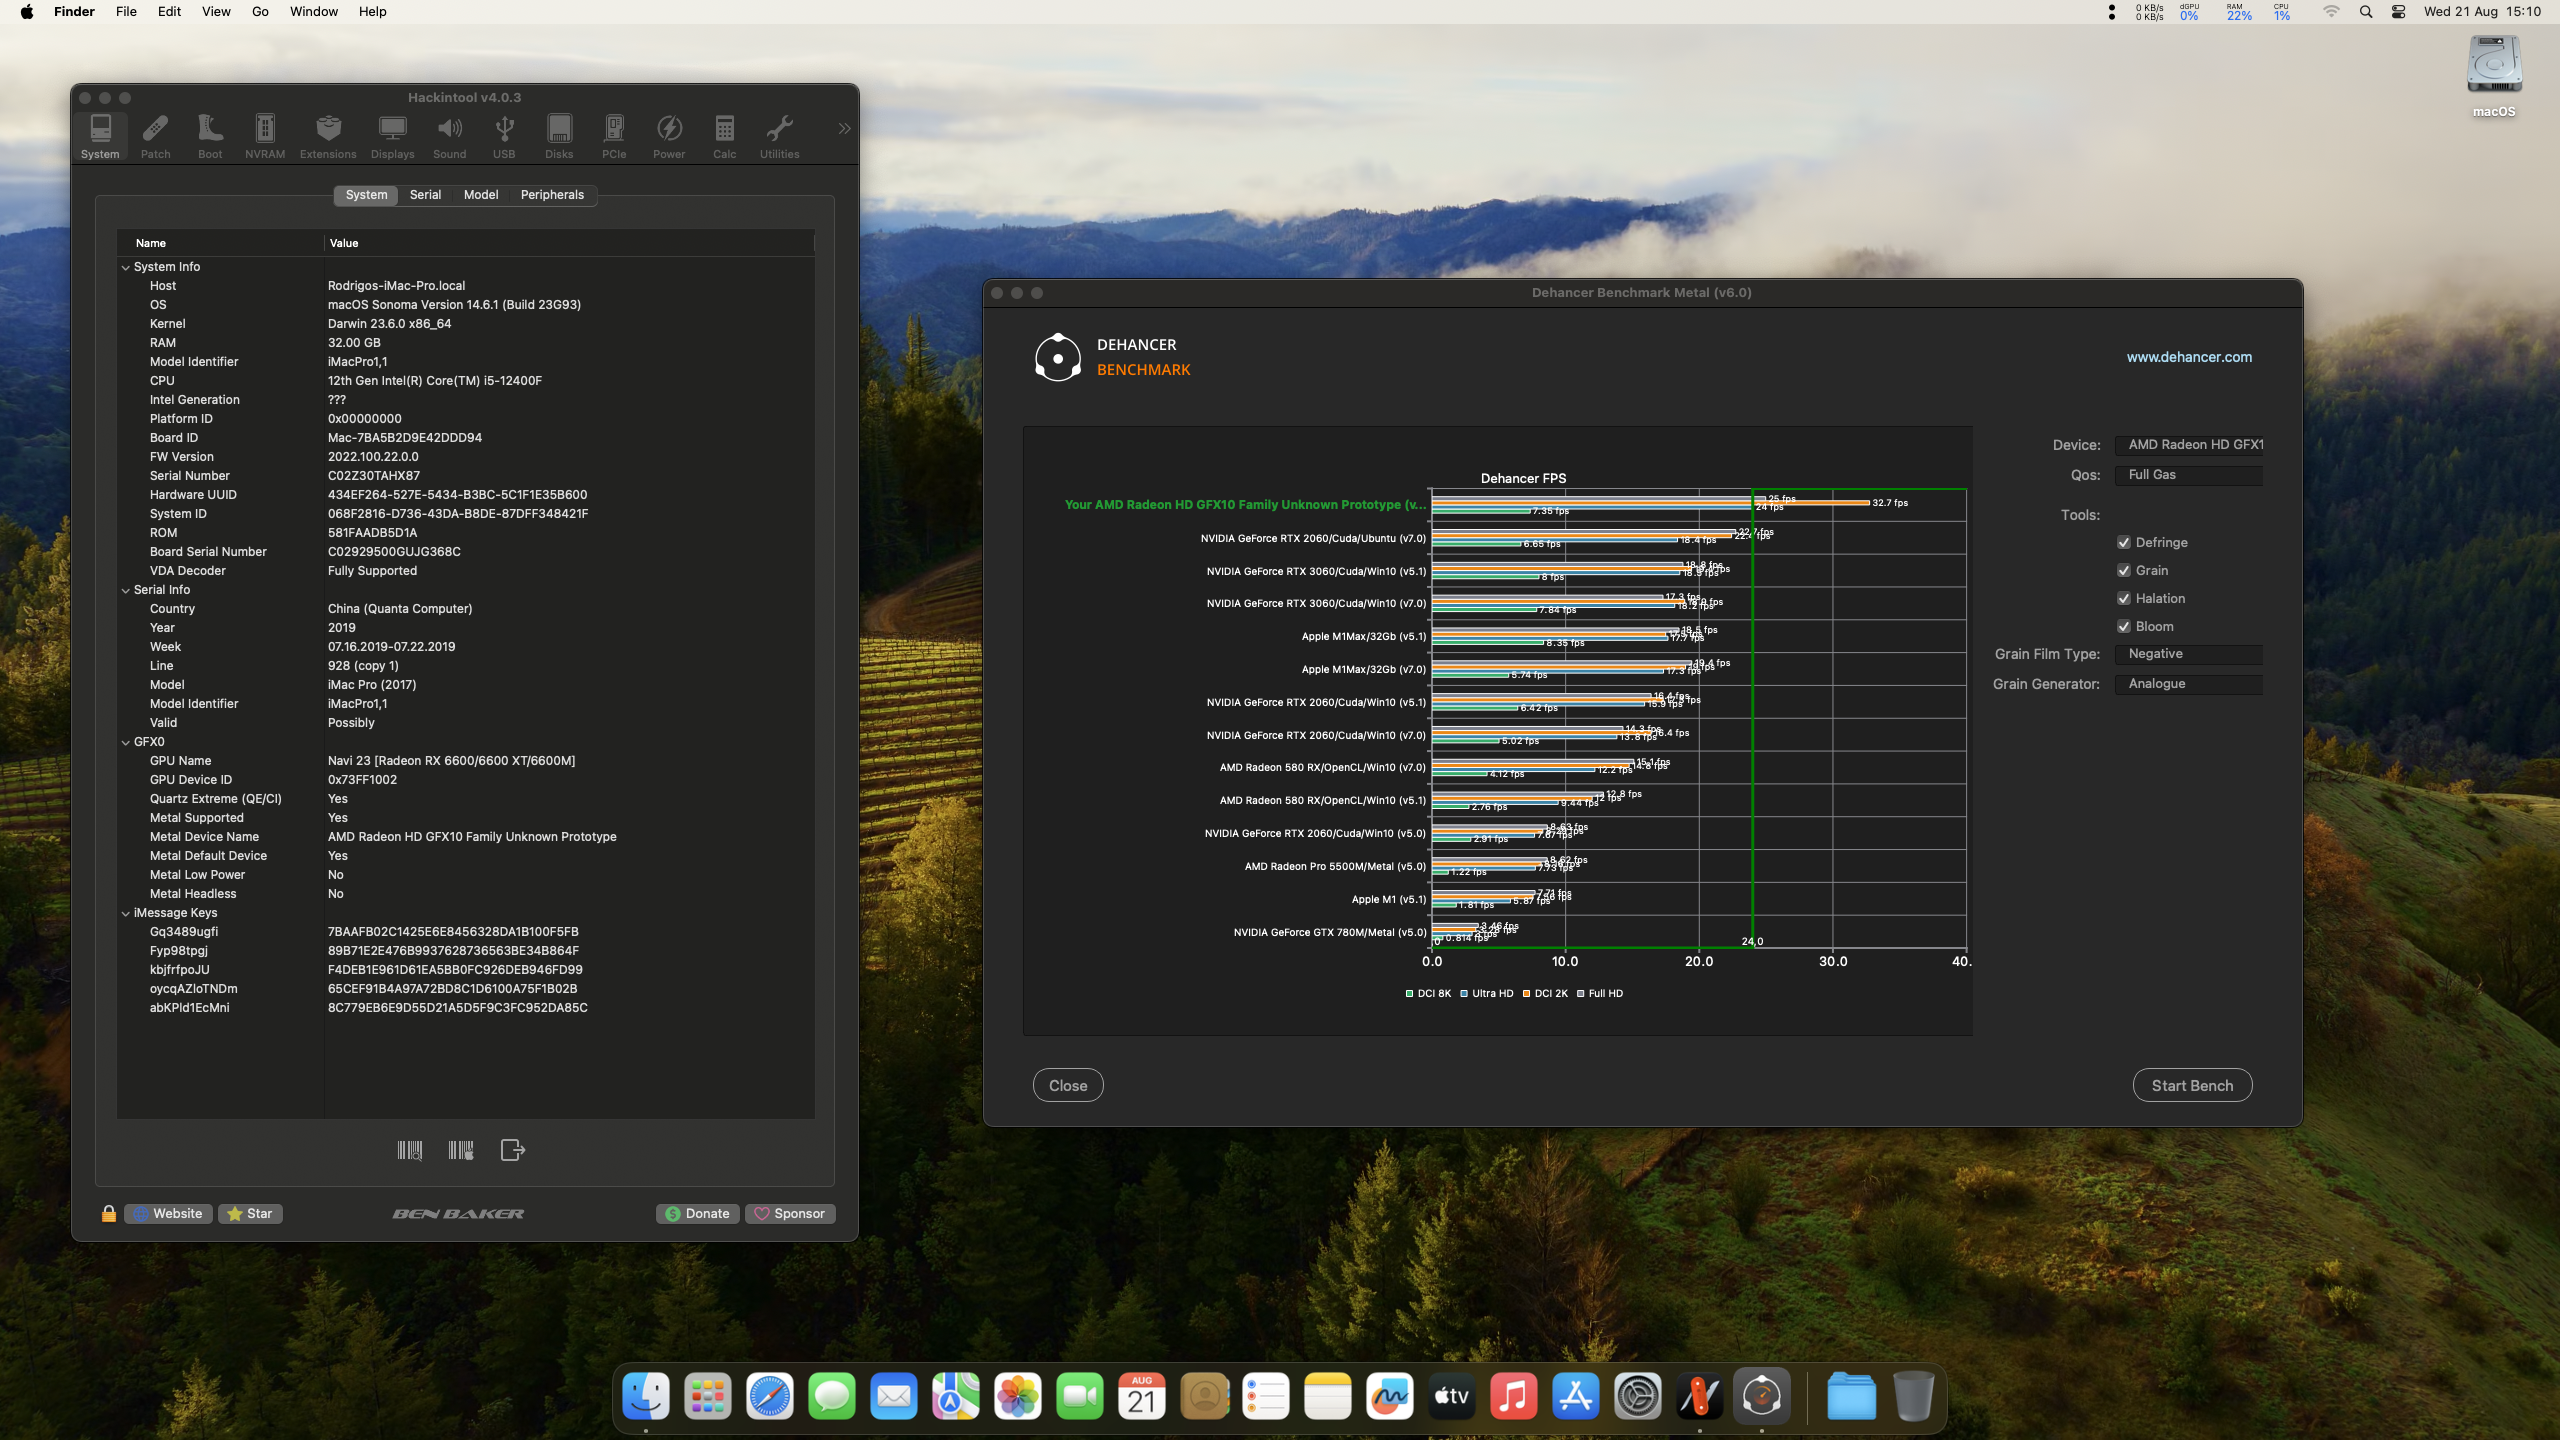 Finder File Edit View Go Window Help
0 KB/s
0 KB/s
dGPU
0%
RAM
22%
CPU
1%
Wed 21 Aug 15:10
macOS
Hackintool v4.0.3
System Patch Boot NVRAM Extensions Displays Sound USB Disks PCIe Power Calc Utilities
System Serial Model Peripherals
Name Value
System Info
Host Rodrigos-iMac-Pro.local
OS macOS Sonoma Version 14.6.1 (Build 23G93)
Kernel Darwin 23.6.0 x86_64
RAM 32.00 GB
Model Identifier iMacPro1,1
CPU 12th Gen Intel(R) Core(TM) i5-12400F
Intel Generation ???
Platform ID 0x00000000
Board ID Mac-7BA5B2D9E42DDD94
FW Version 2022.100.22.0.0
Serial Number C02Z30TAHX87
Hardware UUID 434EF264-527E-5434-B3BC-5C1F1E35B600
System ID 068F2816-D736-43DA-B8DE-87DFF348421F
ROM 581FAADB5D1A
Board Serial Number C02929500GUJG368C
VDA Decoder Fully Supported
Serial Info
Country China (Quanta Computer)
Year 2019
Week 07.16.2019-07.22.2019
Line 928 (copy 1)
Model iMac Pro (2017)
Model Identifier iMacPro1,1
Valid Possibly
GFX0
GPU Name Navi 23 [Radeon RX 6600/6600 XT/6600M]
GPU Device ID 0x73FF1002
Quartz Extreme (QE/CI) Yes
Metal Supported Yes
Metal Device Name AMD Radeon HD GFX10 Family Unknown Prototype
Metal Default Device Yes
Metal Low Power No
Metal Headless No
iMessage Keys
Gq3489ugfi 7BAAFB02C1425E6E8456328DA1B100F5FB
Fyp98tpgj 89B71E2E476B9937628736563BE34B864F
kbjfrfpoJU F4DEB1E961D61EA5BB0FC926DEB946FD99
oycqAZloTNDm 65CEF91B4A97A72BD8C1D6100A75F1B02B
abKPld1EcMni 8C779EB6E9D55D21A5D5F9C3FC952DA85C
Website Star BEN BAKER Donate Sponsor
Dehancer Benchmark Metal (v6.0)
DEHANCER
BENCHMARK
www.dehancer.com
Dehancer FPS
Your AMD Radeon HD GFX10 Family Unknown Prototype (v... 25 fps 32.7 fps 24 fps 7.35 fps
NVIDIA GeForce RTX 2060/Cuda/Ubuntu (v7.0) 22.7 fps 18.4 fps 6.65 fps
NVIDIA GeForce RTX 3060/Cuda/Win10 (v5.1) 18.8 fps 8 fps
NVIDIA GeForce RTX 3060/Cuda/Win10 (v7.0) 17.3 fps 18.2 fps 7.84 fps
Apple M1Max/32Gb (v5.1) 18.5 fps 17.7 fps 8.35 fps
Apple M1Max/32Gb (v7.0) 19.4 fps 17.3 fps 5.74 fps
NVIDIA GeForce RTX 2060/Cuda/Win10 (v5.1) 16.4 fps 15.9 fps 6.42 fps
NVIDIA GeForce RTX 2060/Cuda/Win10 (v7.0) 14.3 fps 16.4 fps 13.8 fps 5.02 fps
AMD Radeon 580 RX/OpenCL/Win10 (v7.0) 15.1 fps 14.8 fps 12.2 fps 4.12 fps
AMD Radeon 580 RX/OpenCL/Win10 (v5.1) 12.8 fps 12 fps 9.44 fps 2.76 fps
NVIDIA GeForce RTX 2060/Cuda/Win10 (v5.0) 8.63 fps 7.67 fps 2.91 fps
AMD Radeon Pro 5500M/Metal (v5.0) 8.62 fps 7.73 fps 1.22 fps
Apple M1 (v5.1) 7.71 fps 5.87 fps 1.81 fps
NVIDIA GeForce GTX 780M/Metal (v5.0) 3.46 fps 0.814 fps
24,0
0.0 10.0 20.0 30.0 40.
DCI 8K Ultra HD DCI 2K Full HD
Device: AMD Radeon HD GFX1
Qos: Full Gas
Tools:
Defringe
Grain
Halation
Bloom
Grain Film Type: Negative
Grain Generator: Analogue
Close Start Bench
AUG
21
tv